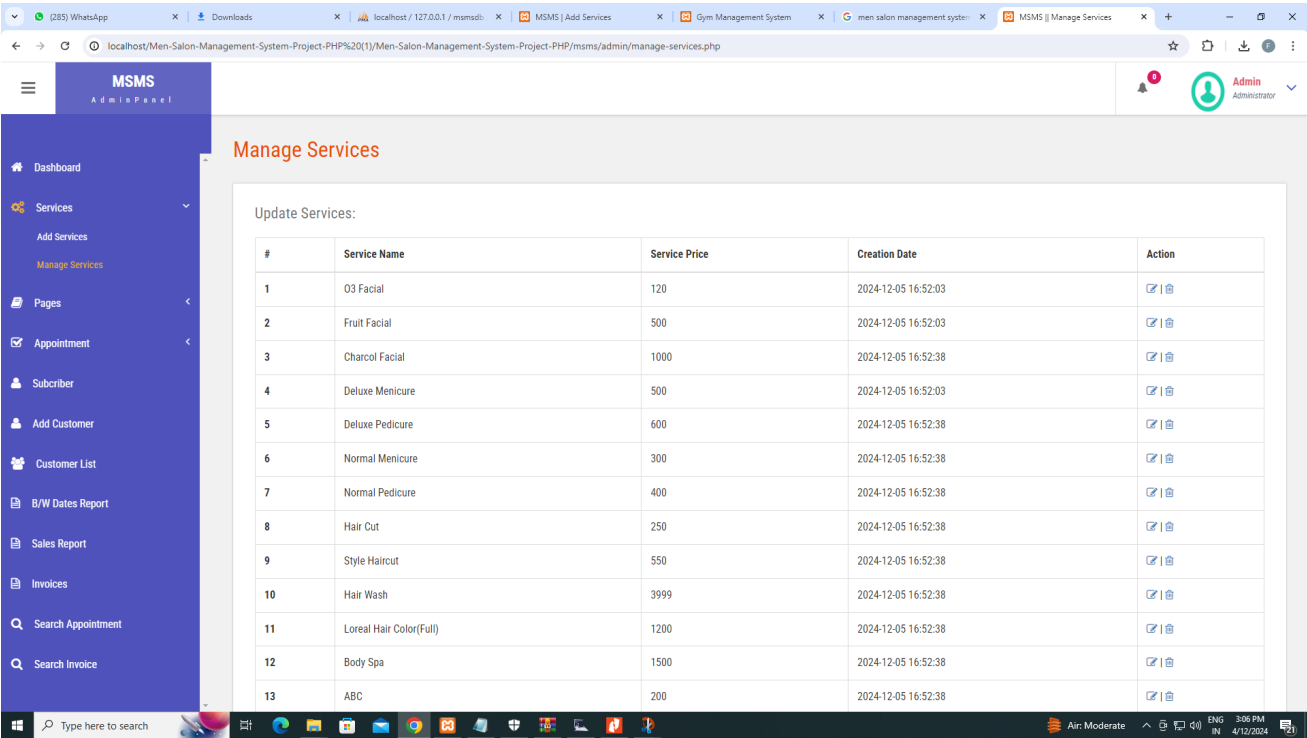 (285) WhatsApp
Downloads
localhost / 127.0.0.1 / msmsdb
MSMS | Add Services
Gym Management System
men salon management system
MSMS || Manage Services
localhost/Men-Salon-Management-System-Project-PHP%20(1)/Men-Salon-Management-System-Project-PHP/msms/admin/manage-services.php
F
MSMS
AdminPanel
0
Admin
Administrator
Dashboard
Services
Add Services
Manage Services
Pages
Appointment
Subcriber
Add Customer
Customer List
B/W Dates Report
Sales Report
Invoices
Search Appointment
Search Invoice
Manage Services
Update Services:
# Service Name Service Price Creation Date Action
1 O3 Facial 120 2024-12-05 16:52:03 |
2 Fruit Facial 500 2024-12-05 16:52:03 |
3 Charcol Facial 1000 2024-12-05 16:52:38 |
4 Deluxe Menicure 500 2024-12-05 16:52:03 |
5 Deluxe Pedicure 600 2024-12-05 16:52:38 |
6 Normal Menicure 300 2024-12-05 16:52:38 |
7 Normal Pedicure 400 2024-12-05 16:52:38 |
8 Hair Cut 250 2024-12-05 16:52:38 |
9 Style Haircut 550 2024-12-05 16:52:38 |
10 Hair Wash 3999 2024-12-05 16:52:38 |
11 Loreal Hair Color(Full) 1200 2024-12-05 16:52:38 |
12 Body Spa 1500 2024-12-05 16:52:38 |
13 ABC 200 2024-12-05 16:52:38 |
Type here to search
Air: Moderate
ENG
IN
3:06 PM
4/12/2024
21